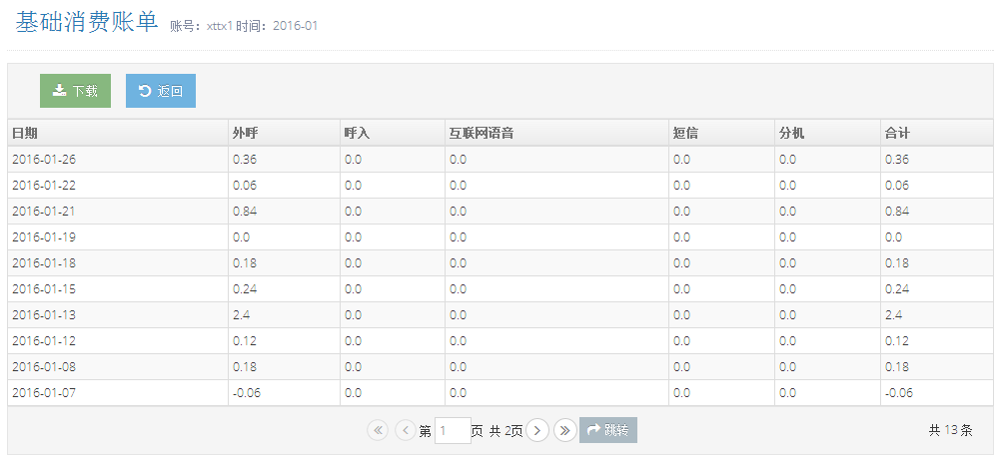 基础消费账单 账号：xttx1 时间：2016-01
下载 返回
日期 外呼 呼入 互联网语音 短信 分机 合计
2016-01-26 0.36 0.0 0.0 0.0 0.0 0.36
2016-01-22 0.06 0.0 0.0 0.0 0.0 0.06
2016-01-21 0.84 0.0 0.0 0.0 0.0 0.84
2016-01-19 0.0 0.0 0.0 0.0 0.0 0.0
2016-01-18 0.18 0.0 0.0 0.0 0.0 0.18
2016-01-15 0.24 0.0 0.0 0.0 0.0 0.24
2016-01-13 2.4 0.0 0.0 0.0 0.0 2.4
2016-01-12 0.12 0.0 0.0 0.0 0.0 0.12
2016-01-08 0.18 0.0 0.0 0.0 0.0 0.18
2016-01-07 -0.06 0.0 0.0 0.0 0.0 -0.06
第 1 页 共 2页 跳转 共 13 条